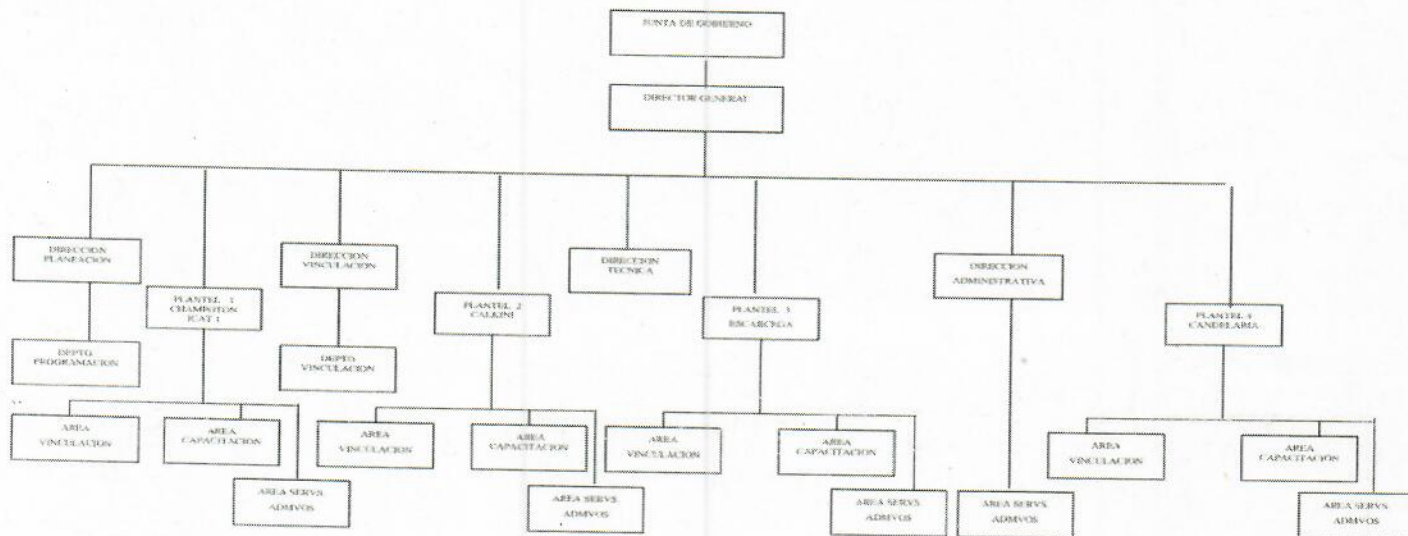 JUNTA DE GOBIERNO
DIRECTOR GENERAL
DIRECCION
PLANEACION
DIRECCION
VINCULACION
DIRECCION
TECNICA
DIRECCION
ADMINISTRATIVA
PLANTEL 1
CHAMPOTON
ICAT 1
PLANTEL 2
CALKINI
PLANTEL 3
ESCARCEGA
PLANTEL 4
CANDELARIA
DEPTO
PROGRAMACION
DEPTO
VINCULACION
AREA
VINCULACION
AREA
CAPACITACION
AREA
VINCULACION
AREA
CAPACITACION
AREA
VINCULACION
AREA
CAPACITACION
AREA
VINCULACION
AREA
CAPACITACION
AREA SERVS
ADMVOS
AREA SERVS
ADMVOS
AREA SERVS
ADMVOS
AREA SERVS
ADMVOS
AREA SERVS
ADMVOS